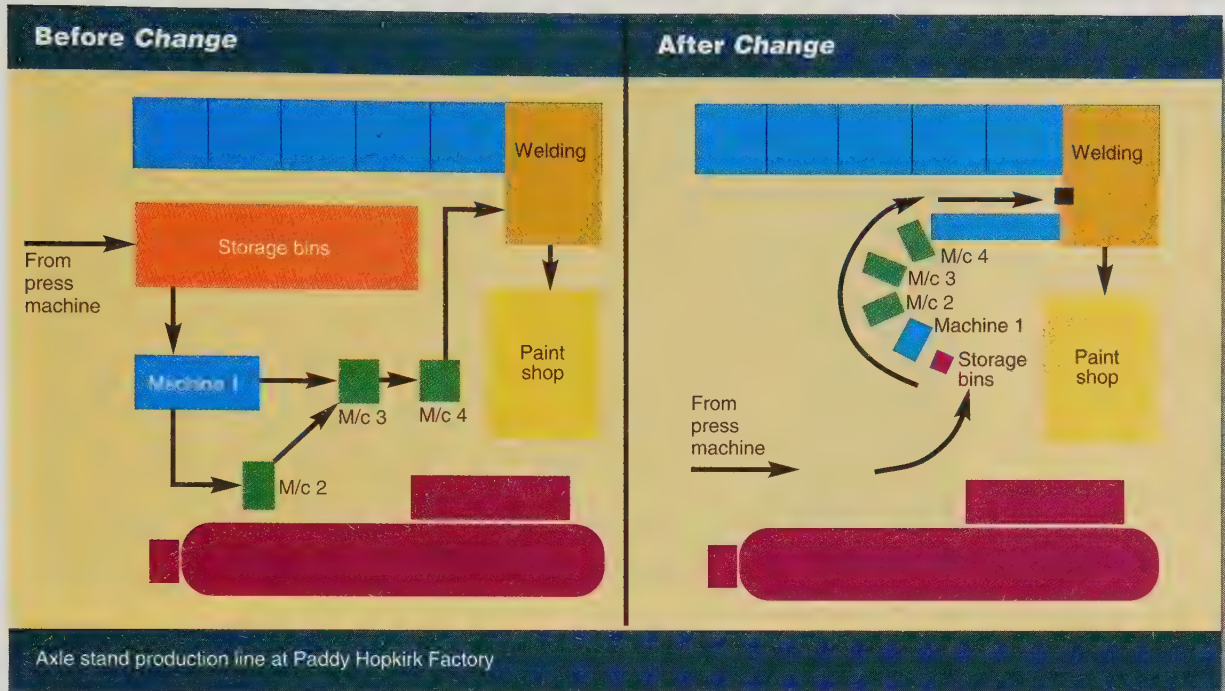 Before Change
Welding
Storage bins
From
press
machine
Machine 1
M/c 3
M/c 4
Paint
shop
M/c 2
After Change
Welding
M/c 4
M/c 3
M/c 2
Machine 1
Storage
bins
Paint
shop
From
press
machine
Axle stand production line at Paddy Hopkirk Factory